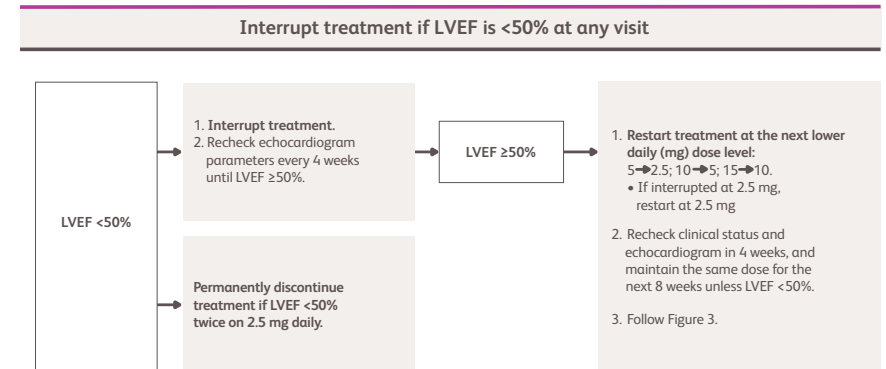 Interrupt treatment if LVEF is <50% at any visit
LVEF <50%
1. Interrupt treatment.
2. Recheck echocardiogram
parameters every 4 weeks
until LVEF ≥50%.
Permanently discontinue
treatment if LVEF <50%
twice on 2.5 mg daily.
LVEF ≥50%
1. Restart treatment at the next lower
daily (mg) dose level:
5➔2.5; 10➔5; 15➔10.
• If interrupted at 2.5 mg,
restart at 2.5 mg
2. Recheck clinical status and
echocardiogram in 4 weeks, and
maintain the same dose for the
next 8 weeks unless LVEF <50%.
3. Follow Figure 3.